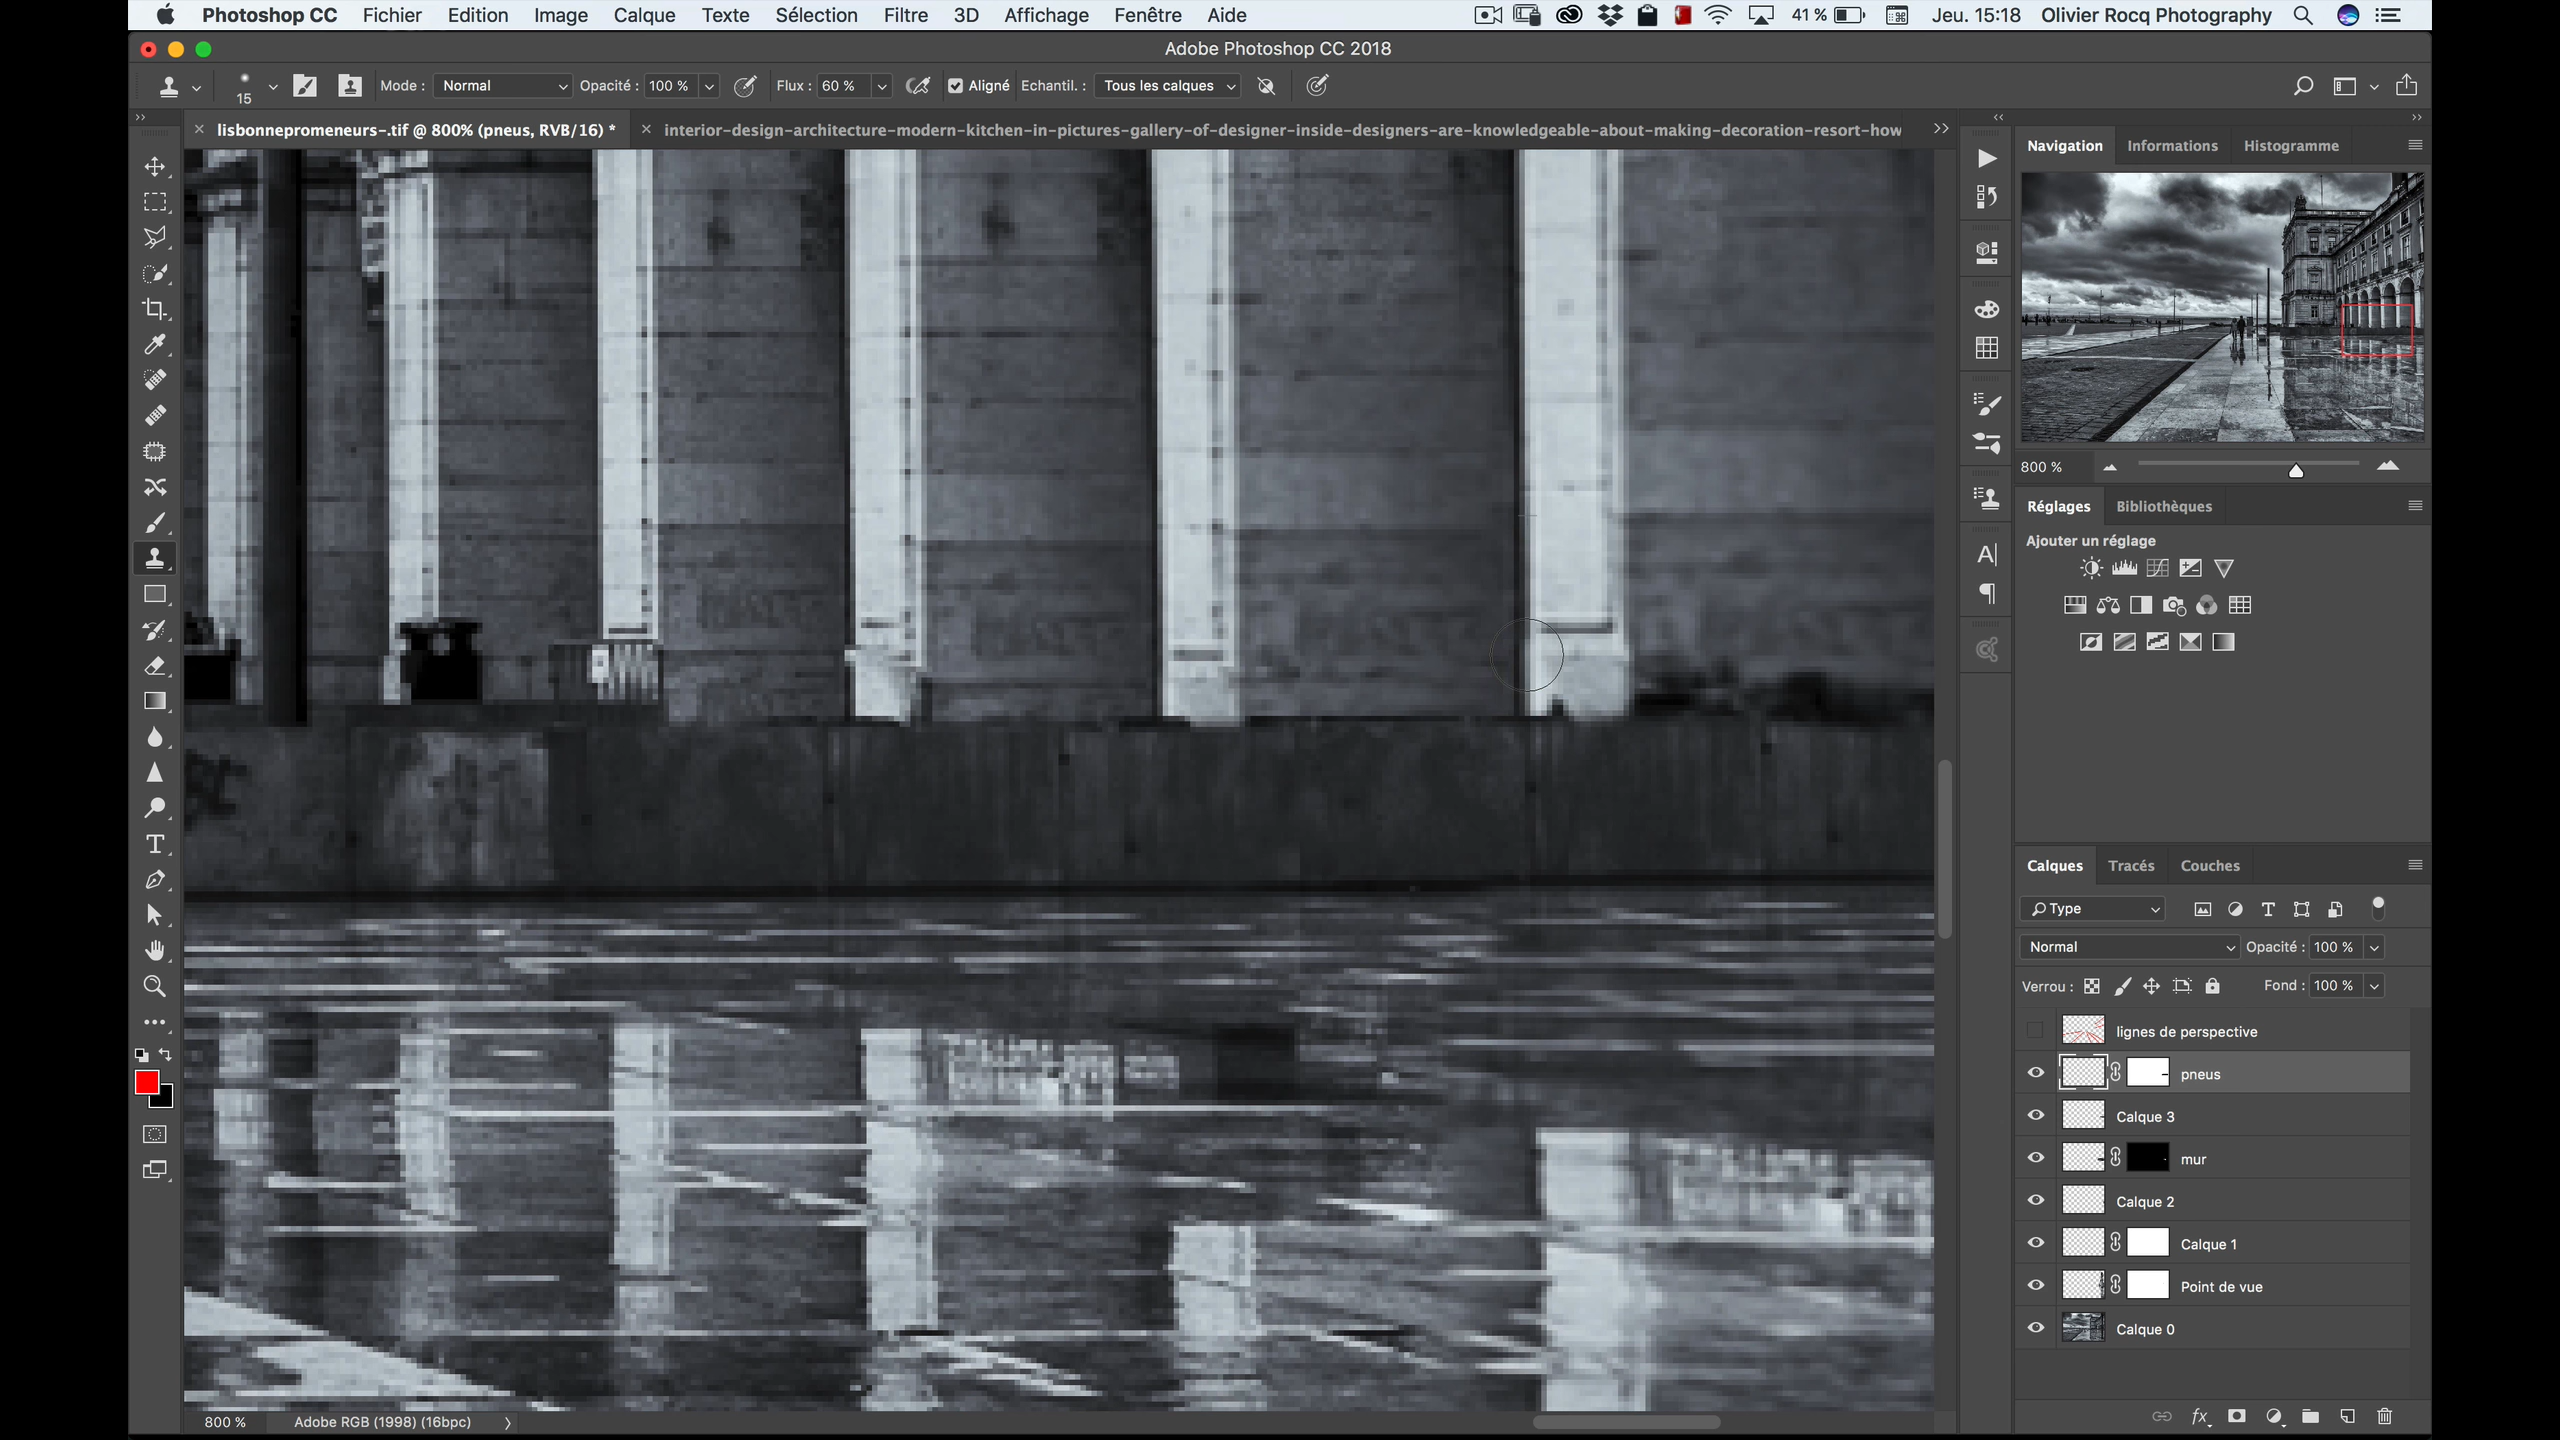 Photoshop CC Fichier Edition Image Calque Texte Sélection Filtre 3D Affichage Fenêtre Aide 41 % Jeu. 15:18 Olivier Rocq Photography
Adobe Photoshop CC 2018
15 Mode : Normal Opacité : 100 % Flux : 60 % Aligné Echantil. : Tous les calques
lisbonnepromeneurs-.tif @ 800% (pneus, RVB/16) * interior-design-architecture-modern-kitchen-in-pictures-gallery-of-designer-inside-designers-are-knowledgeable-about-making-decoration-resort-how
Navigation Informations Histogramme
800 %
Réglages Bibliothèques
Ajouter un réglage
Calques Tracés Couches
Type
Normal Opacité : 100 %
Verrou : Fond : 100 %
lignes de perspective
pneus
Calque 3
mur
Calque 2
Calque 1
Point de vue
Calque 0
800 % Adobe RGB (1998) (16bpc)